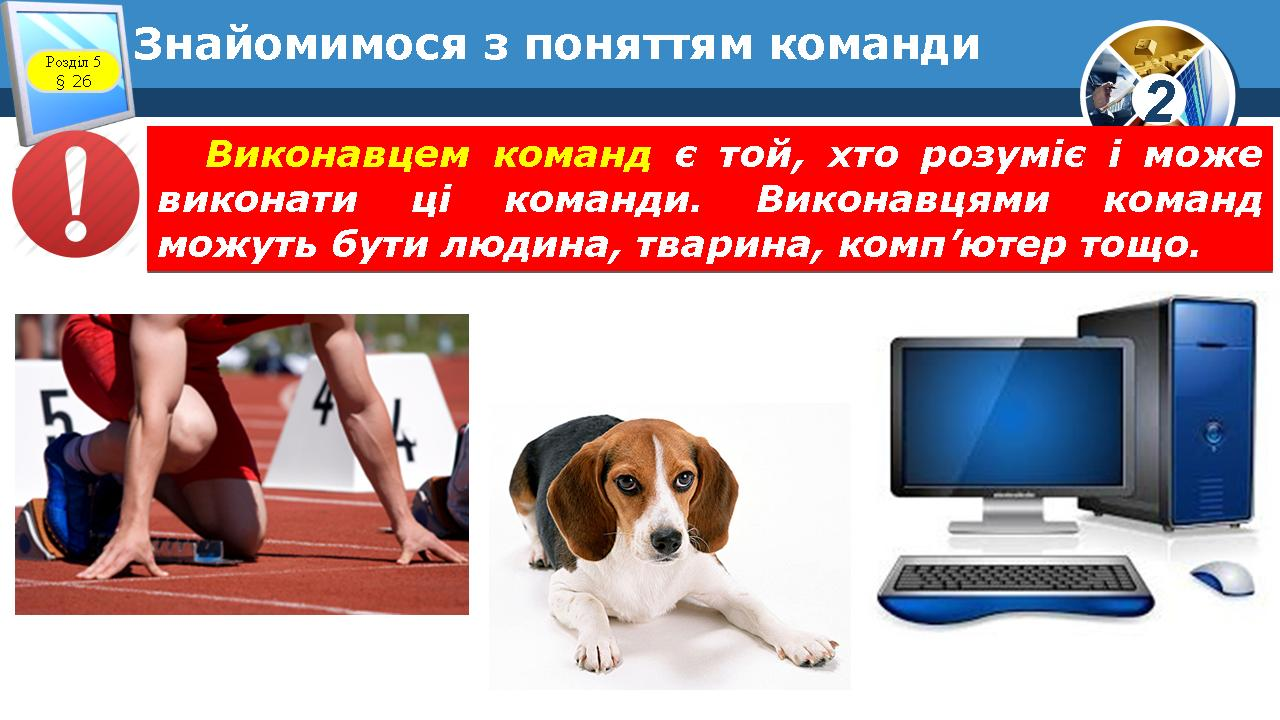 Знайомимося з поняттям команди
Розділ 5
§ 26
2
Виконавцем команд є той, хто розуміє і може
виконати ці команди. Виконавцями команд
можуть бути людина, тварина, комп’ютер тощо.
!
5
4
4